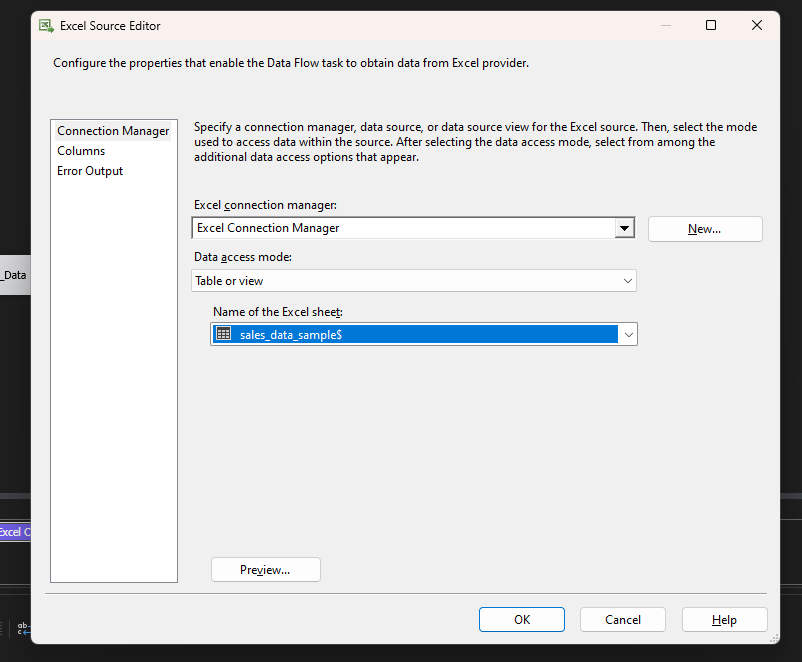 Excel Source Editor
Configure the properties that enable the Data Flow task to obtain data from Excel provider.
Connection Manager
Columns
Error Output
Specify a connection manager, data source, or data source view for the Excel source. Then, select the mode
used to access data within the source. After selecting the data access mode, select from among the
additional data access options that appear.
Excel connection manager:
Excel Connection Manager
New...
Data access mode:
Table or view
Name of the Excel sheet:
sales_data_sample$
_Data
Excel C
Preview...
OK
Cancel
Help
ab-
c